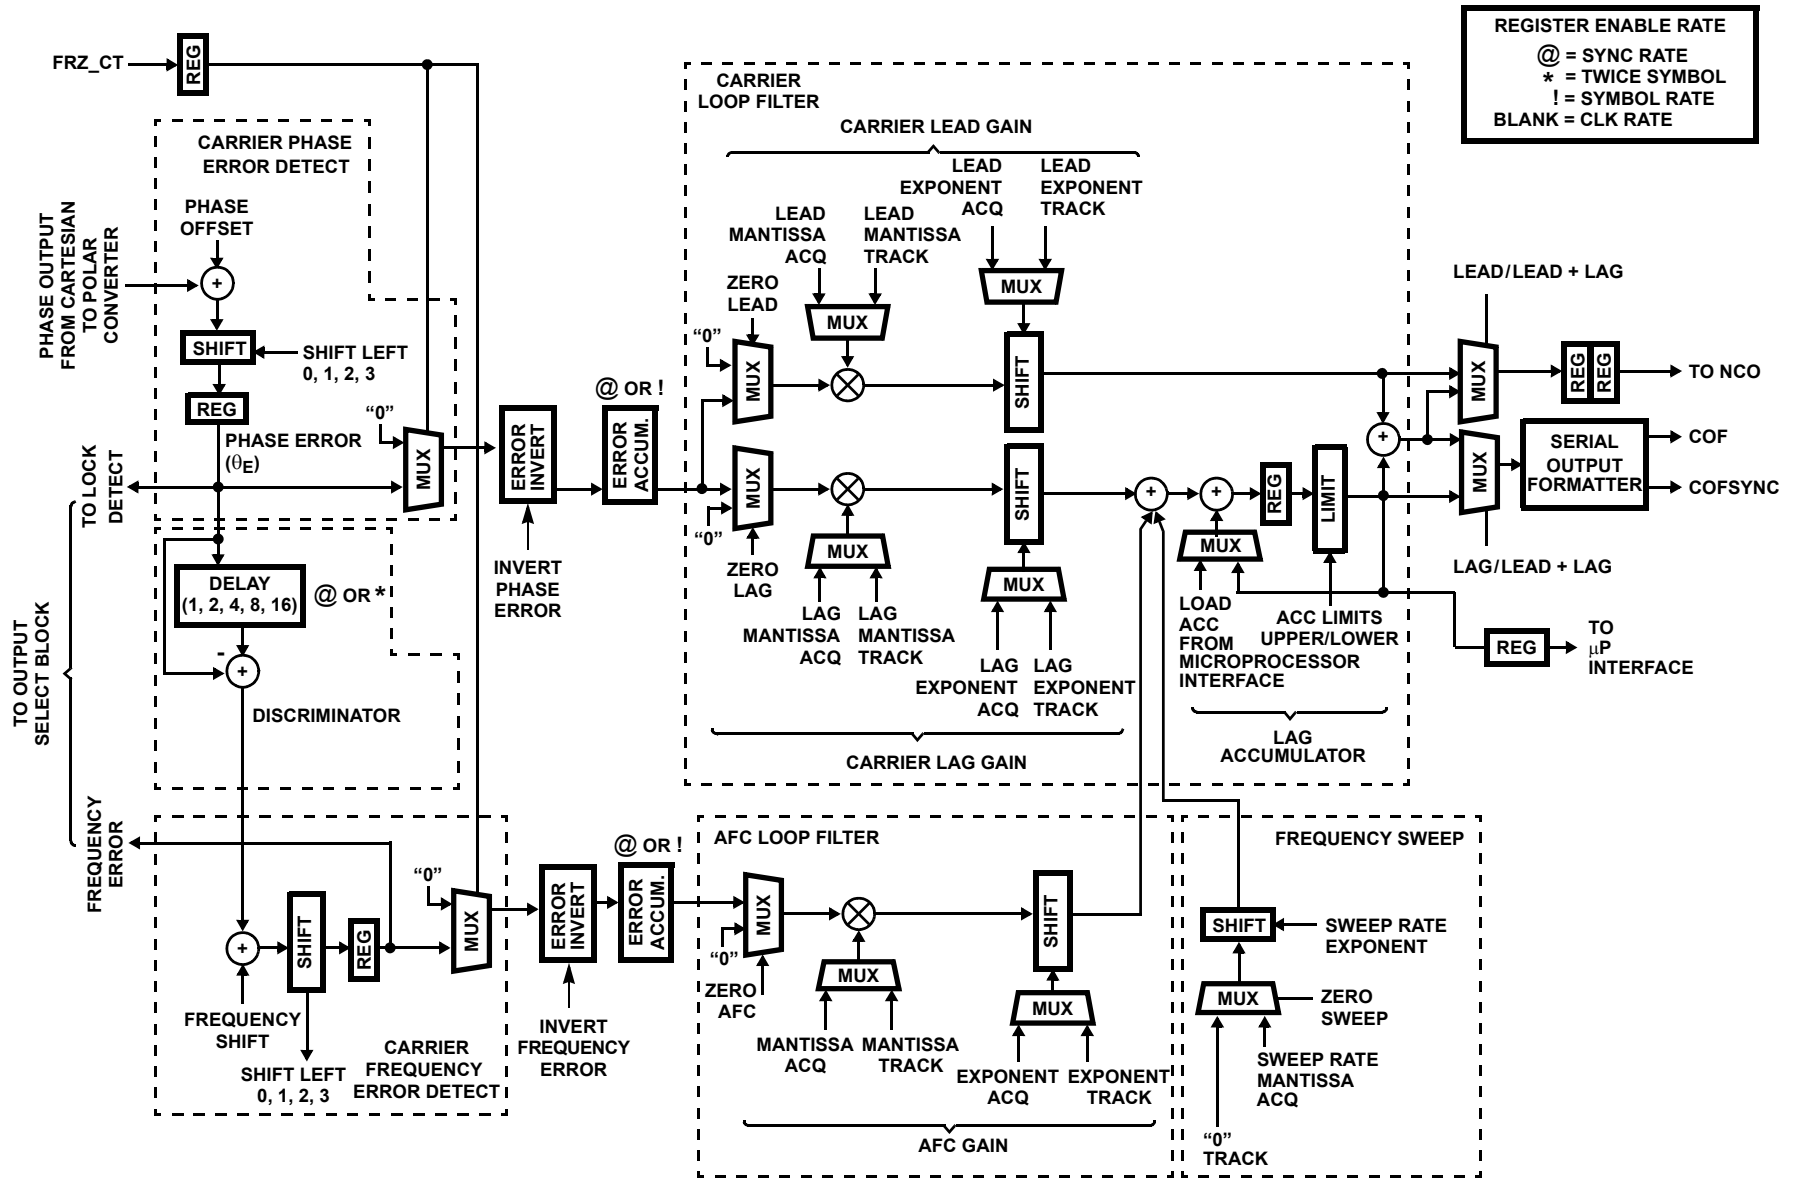 REGISTER ENABLE RATE
@ = SYNC RATE
* = TWICE SYMBOL
! = SYMBOL RATE
BLANK = CLK RATE
FRZ_CT
REG
CARRIER PHASE
ERROR DETECT
PHASE
OFFSET
PHASE OUTPUT
FROM CARTESIAN
TO POLAR
CONVERTER
+
SHIFT
SHIFT LEFT
0, 1, 2, 3
REG
"0"
PHASE ERROR
(θE)
MUX
TO LOCK
DETECT
TO OUTPUT
SELECT BLOCK
DELAY
(1, 2, 4, 8, 16)
@ OR *
-
+
DISCRIMINATOR
FREQUENCY
ERROR
"0"
+
SHIFT
REG
MUX
FREQUENCY
SHIFT
SHIFT LEFT
0, 1, 2, 3
CARRIER
FREQUENCY
ERROR DETECT
ERROR
INVERT
INVERT
PHASE
ERROR
@ OR !
ERROR
ACCUM.
ERROR
INVERT
INVERT
FREQUENCY
ERROR
@ OR !
ERROR
ACCUM.
CARRIER
LOOP FILTER
CARRIER LEAD GAIN
LEAD
EXPONENT
ACQ
LEAD
EXPONENT
TRACK
LEAD
MANTISSA
ACQ
LEAD
MANTISSA
TRACK
ZERO
LEAD
"0"
MUX
MUX
MUX
SHIFT
MUX
"0"
ZERO
LAG
MUX
LAG
MANTISSA
ACQ
LAG
MANTISSA
TRACK
SHIFT
MUX
LAG
EXPONENT
ACQ
LAG
EXPONENT
TRACK
CARRIER LAG GAIN
+
+
REG
LIMIT
MUX
LOAD
ACC
FROM
MICROPROCESSOR
INTERFACE
ACC LIMITS
UPPER/LOWER
LAG
ACCUMULATOR
+
LEAD/LEAD + LAG
MUX
REG
REG
TO NCO
MUX
SERIAL
OUTPUT
FORMATTER
COF
COFSYNC
LAG/LEAD + LAG
REG
TO
μP
INTERFACE
AFC LOOP FILTER
MUX
"0"
ZERO
AFC
MUX
MANTISSA
ACQ
MANTISSA
TRACK
SHIFT
MUX
EXPONENT
ACQ
EXPONENT
TRACK
AFC GAIN
FREQUENCY SWEEP
SHIFT
SWEEP RATE
EXPONENT
MUX
ZERO
SWEEP
SWEEP RATE
MANTISSA
ACQ
"0"
TRACK